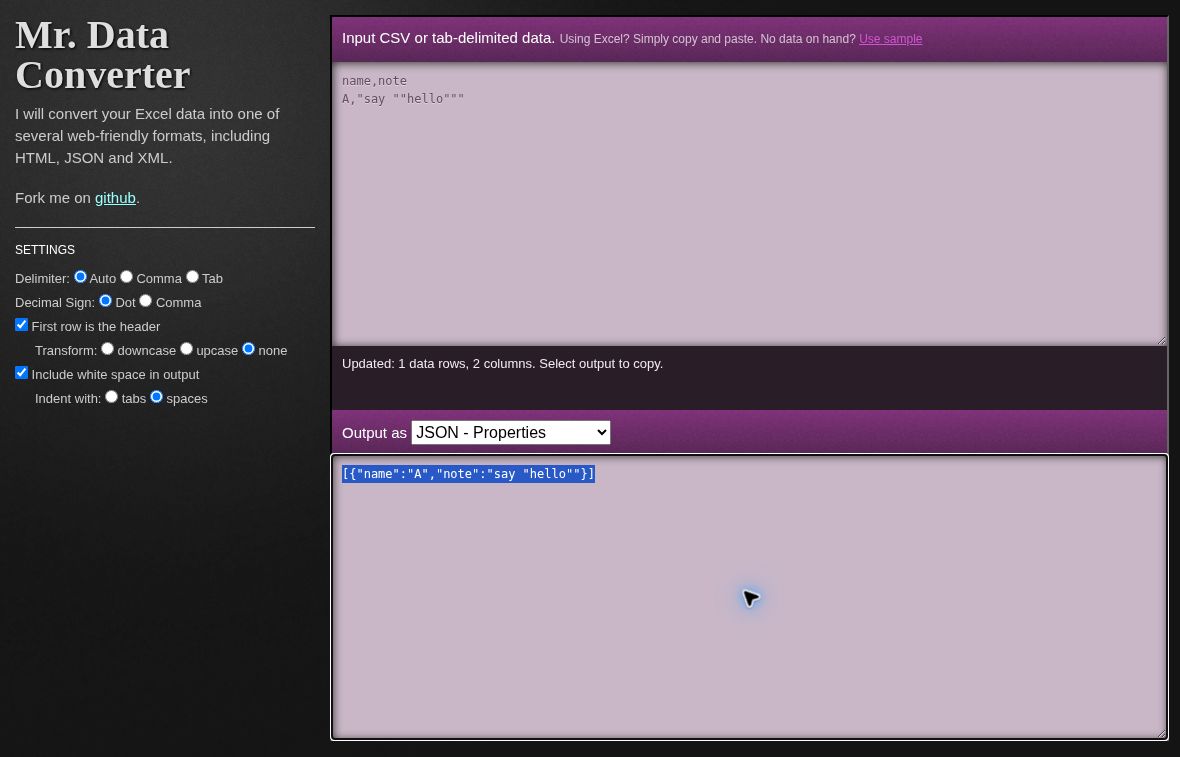 Mr. Data
Converter
I will convert your Excel data into one of
several web-friendly formats, including
HTML, JSON and XML.
Fork me on github.
SETTINGS
Delimiter: Auto Comma Tab
Decimal Sign: Dot Comma
First row is the header
Transform: downcase upcase none
Include white space in output
Indent with: tabs spaces
Input CSV or tab-delimited data. Using Excel? Simply copy and paste. No data on hand? Use sample
name,note
A,"say ""hello"""
Updated: 1 data rows, 2 columns. Select output to copy.
Output as JSON - Properties
[{"name":"A","note":"say "hello""}]